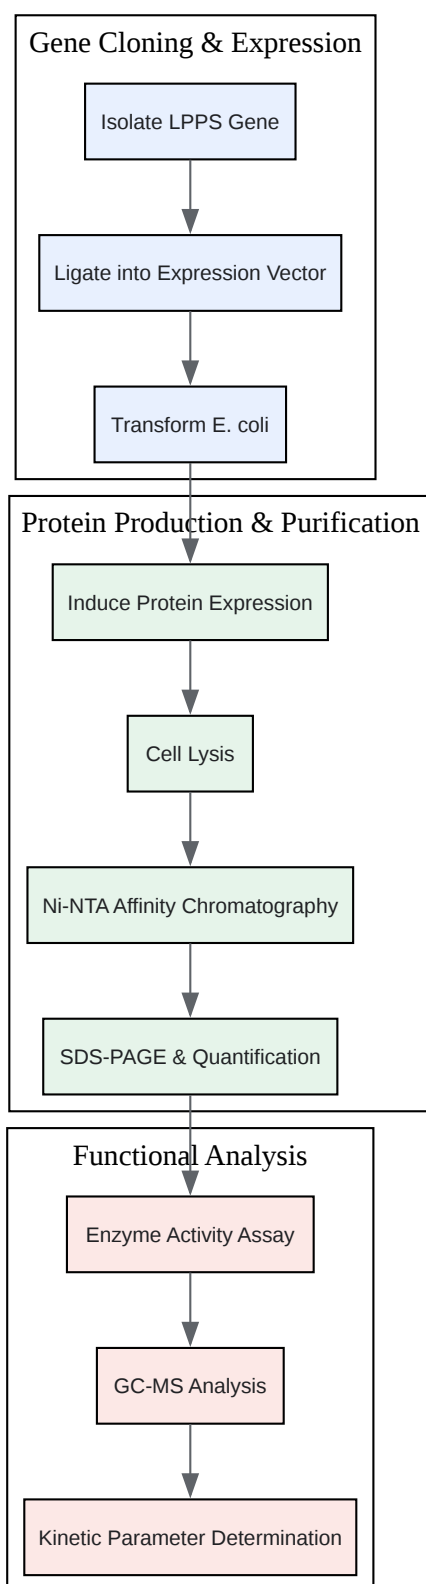 Gene Cloning & Expression
Isolate LPPS Gene
Ligate into Expression Vector
Transform E. coli
Protein Production & Purification
Induce Protein Expression
Cell Lysis
Ni-NTA Affinity Chromatography
SDS-PAGE & Quantification
Functional Analysis
Enzyme Activity Assay
GC-MS Analysis
Kinetic Parameter Determination